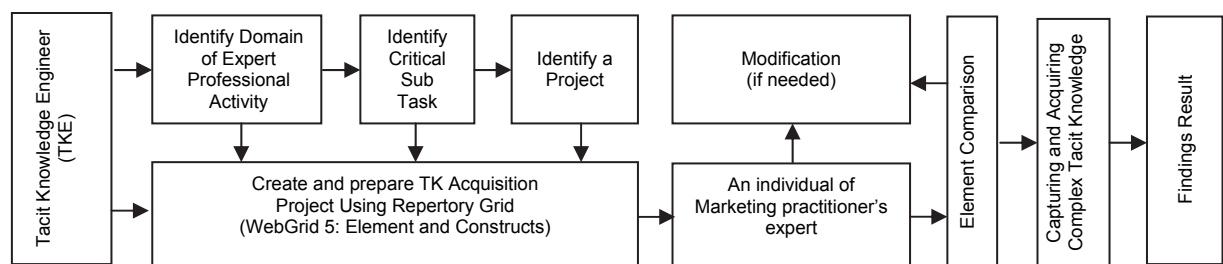 Tacit Knowledge Engineer
(TKE)
Identify Domain
of Expert
Professional
Activity
Identify
Critical
Sub
Task
Identify a
Project
Create and prepare TK Acquisition
Project Using Repertory Grid
(WebGrid 5: Element and Constructs)
Modification
(if needed)
An individual of
Marketing practitioner's
expert
Element Comparison
Capturing and Acquiring
Complex Tacit Knowledge
Findings Result